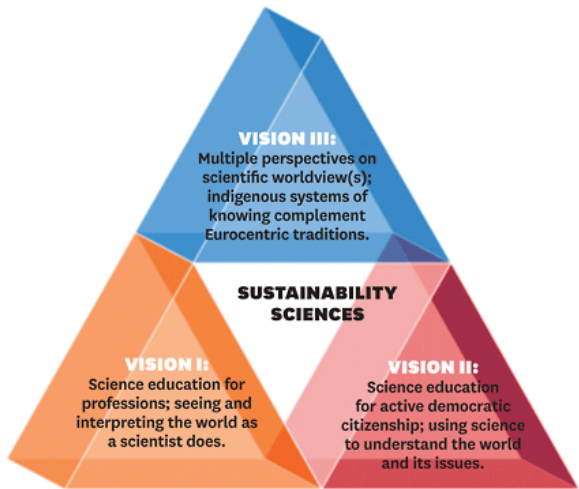 VISION III:
Multiple perspectives on
scientific worldview(s);
indigenous systems of
knowing complement
Eurocentric traditions.
SUSTAINABILITY
SCIENCES
VISION I:
Science education for
professions; seeing and
interpreting the world as
a scientist does.
VISION II:
Science education
for active democratic
citizenship; using science
to understand the world
and its issues.